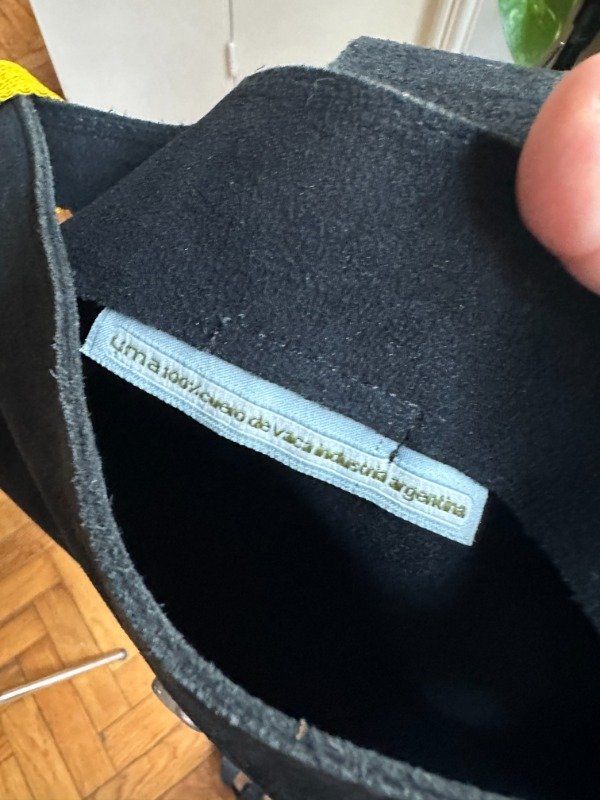 uma 100% cuero de vaca industria argentina